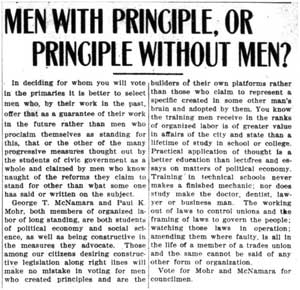 MEN WITH PRINCIPLE, OR
PRINCIPLE WITHOUT MEN?
In deciding for whom you will vote
in the primaries it is better to select
men who, by their work in the past,
offer that as a guarantee of their work
in the future rather than men who
proclaim themselves as standing for
this, that or the other of the many
progressive measures thought out by
the students of civic government as a
whole and claimed by men who know
naught of the reforms they claim to
stand for other than what some one
has said or written on the subject.
George T. McNamara and Paul K.
Mohr, both members of organized la-
bor of long standing, are both students
of political economy and social sci-
ence, as well as being constructive in
the measures they advocate. Those
among our citizens desiring construc-
tive legislation along right lines will
make no mistake in voting for men
who created principles and are the
builders of their own platforms rather
than those who claim to represent a
specific created in some other man's
brain and adopted by them. You know
the training men receive in the ranks
of organized labor is of greater value
in affairs of the city and state than a
lifetime of study in school or college.
Practical application of thought is a
better education than lectures and es-
says on matters of political economy.
Training in technical schools never
makes a finished mechanic; nor does
study make the doctor, dentist, law-
yer or business man. The working
out of laws to control unions and the
framing of laws to govern the people;
watching those laws in operation;
amending them where faulty, is all in
the life of a member of a trades union
and the same cannot be said of any
other form of organization.
Vote for Mohr and McNamara for
councilmen.